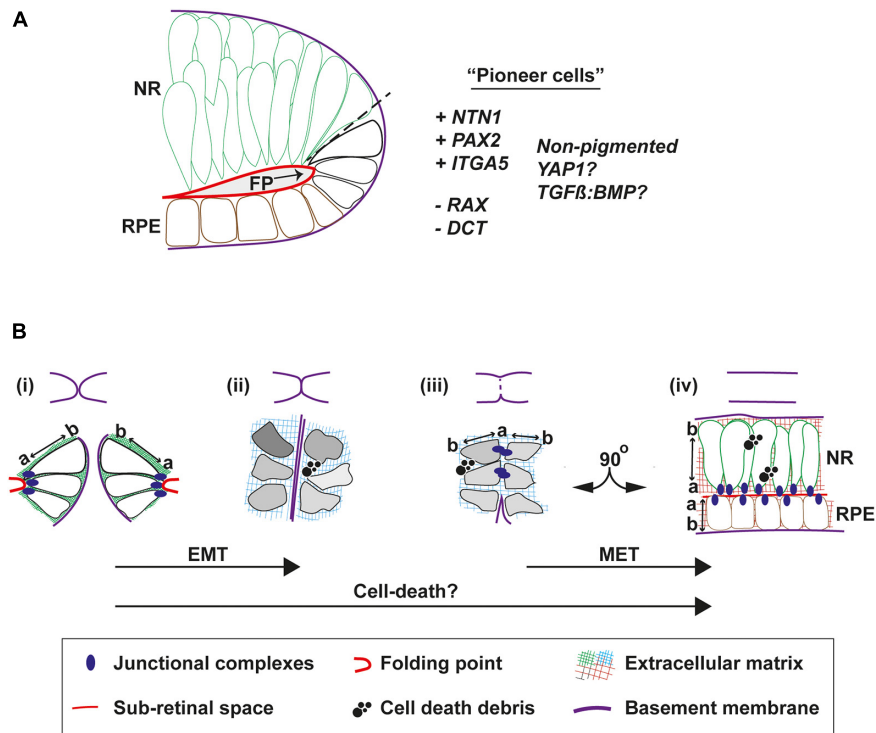 A
NR
FP
RPE
"Pioneer cells"
+ NTN1
+ PAX2
+ ITGA5
- RAX
- DCT
Non-pigmented
YAP1?
TGFß:BMP?
B
(i)
(ii)
(iii)
(iv)
a b
b a
b a b
90o
b
a
a
b
NR
RPE
EMT
MET
Cell-death?
Junctional complexes
Folding point
Extracellular matrix
Sub-retinal space
Cell death debris
Basement membrane